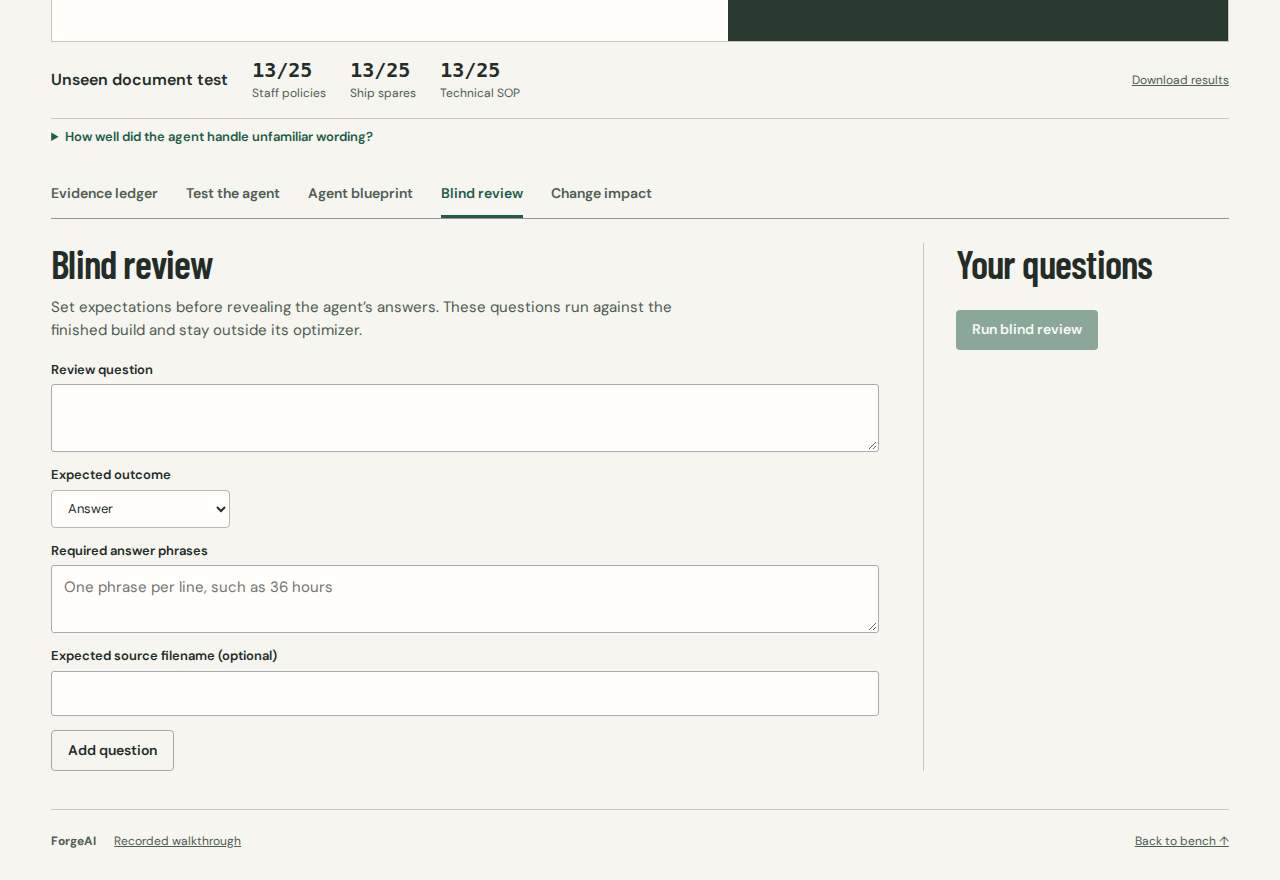 Unseen document test
13/25 13/25 13/25
Staff policies Ship spares Technical SOP
Download results
▶ How well did the agent handle unfamiliar wording?
Evidence ledger Test the agent Agent blueprint Blind review Change impact
Blind review
Set expectations before revealing the agent’s answers. These questions run against the
finished build and stay outside its optimizer.
Review question
Expected outcome
Answer
Required answer phrases
One phrase per line, such as 36 hours
Expected source filename (optional)
Add question
Your questions
Run blind review
ForgeAI Recorded walkthrough
Back to bench ↑